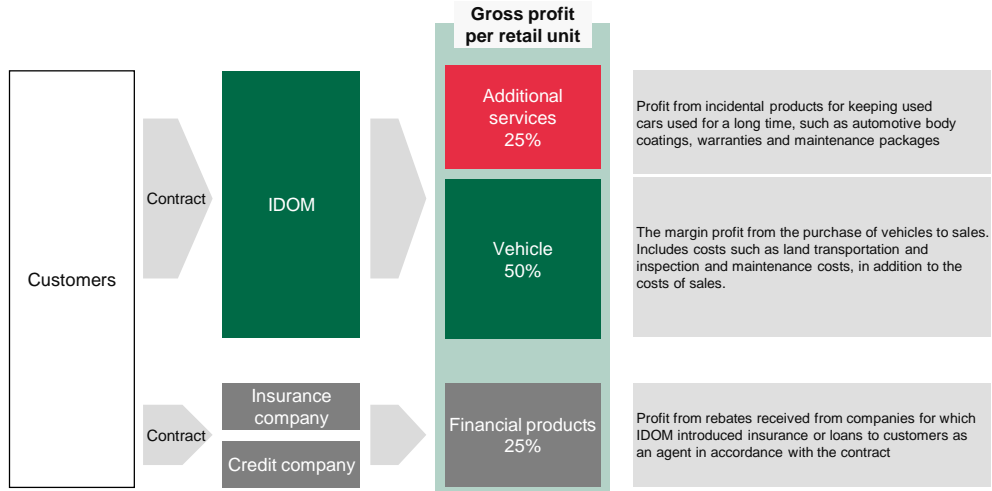 Gross profit
per retail unit
Customers
Contract
IDOM
Additional
services
25%
Profit from incidental products for keeping used
cars used for a long time, such as automotive body
coatings, warranties and maintenance packages
Vehicle
50%
The margin profit from the purchase of vehicles to sales.
Includes costs such as land transportation and
inspection and maintenance costs, in addition to the
costs of sales.
Contract
Insurance
company
Credit company
Financial products
25%
Profit from rebates received from companies for which
IDOM introduced insurance or loans to customers as
an agent in accordance with the contract